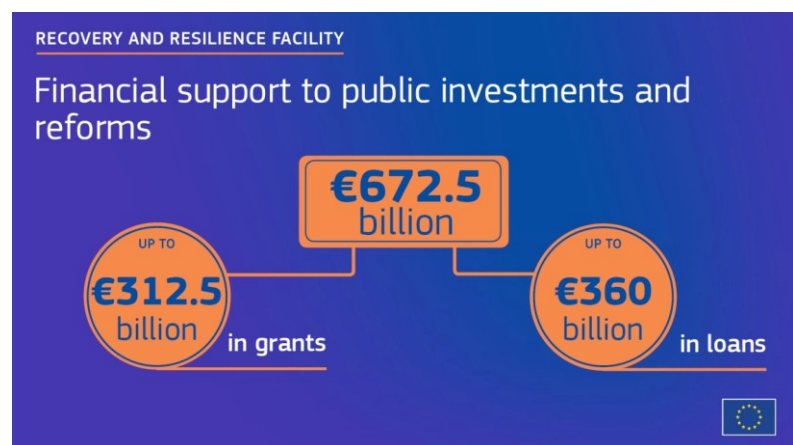 RECOVERY AND RESILIENCE FACILITY
Financial support to public investments and
reforms
€672.5
billion
UP TO
€312.5
billion
in grants
UP TO
€360
billion
in loans